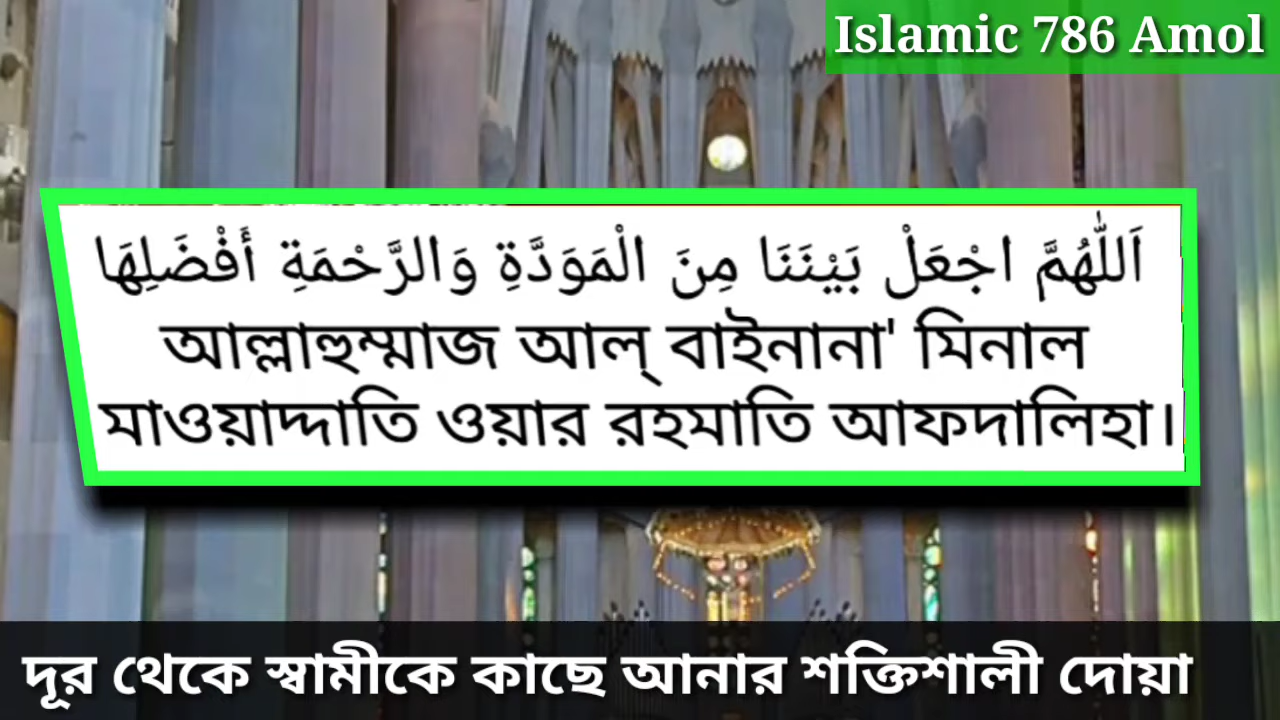 Islamic 786 Amol
اَللّٰهُمَّ اجْعَلْ بَيْنَنَا مِنَ الْمَوَدَّةِ وَالرَّحْمَةِ أَفْضَلِهَا
আল্লাহুম্মাজ আল্ বাইনানা' মিনাল
মাওয়াদ্দাতি ওয়ার রহমাতি আফদালিহা।
দূর থেকে স্বামীকে কাছে আনার শক্তিশালী দোয়া